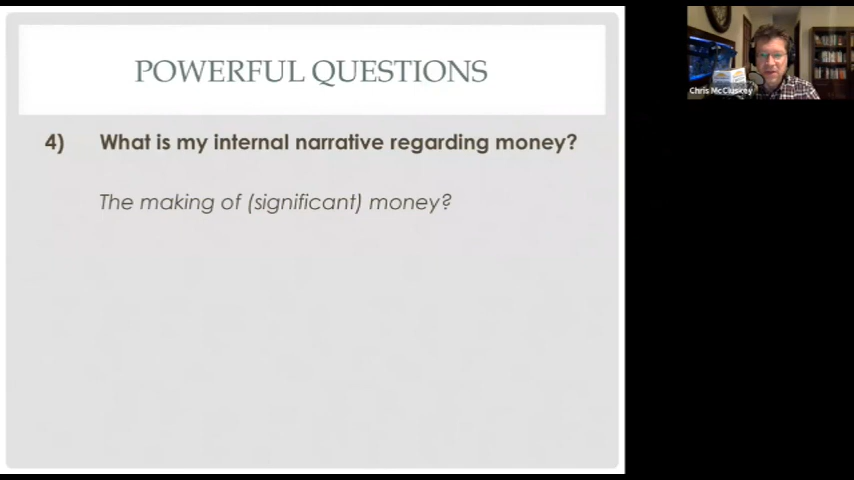 POWERFUL QUESTIONS
4) What is my internal narrative regarding money?
The making of (significant) money?
Chris McCluskey